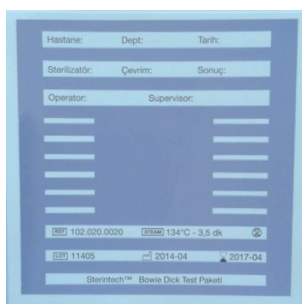 Hastane: Dept: Tarih:
Sterilizatör: Çevrim: Sonuç:
Operator: Supervisor:
REF 102.020.0020 STEAM 134°C - 3,5 dk 2
LOT 11405 2014-04 2017-04
Sterintech™ Bowie Dick Test Paketi